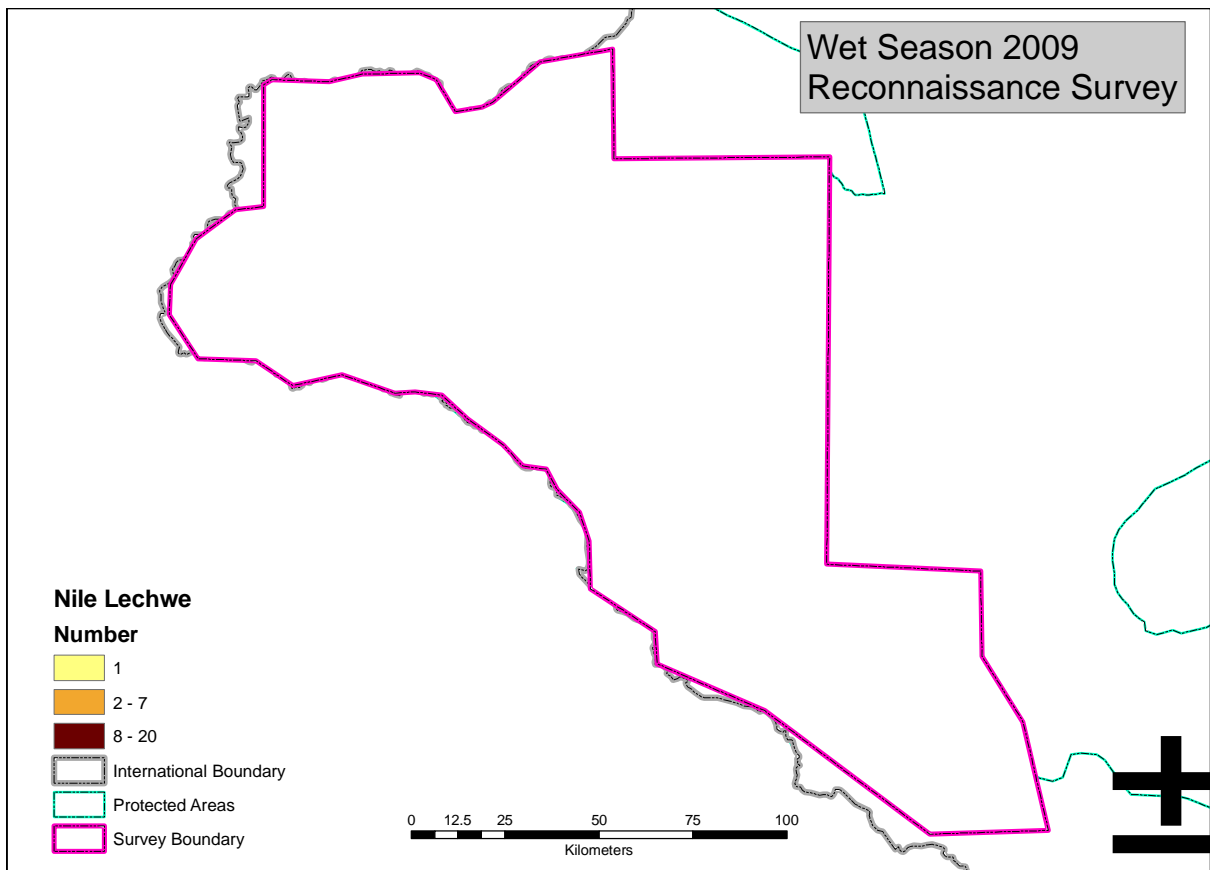 Wet Season 2009
Reconnaissance Survey
Nile Lechwe
Number
1
2 - 7
8 - 20
International Boundary
Protected Areas
Survey Boundary
0 12.5 25 50 75 100
Kilometers